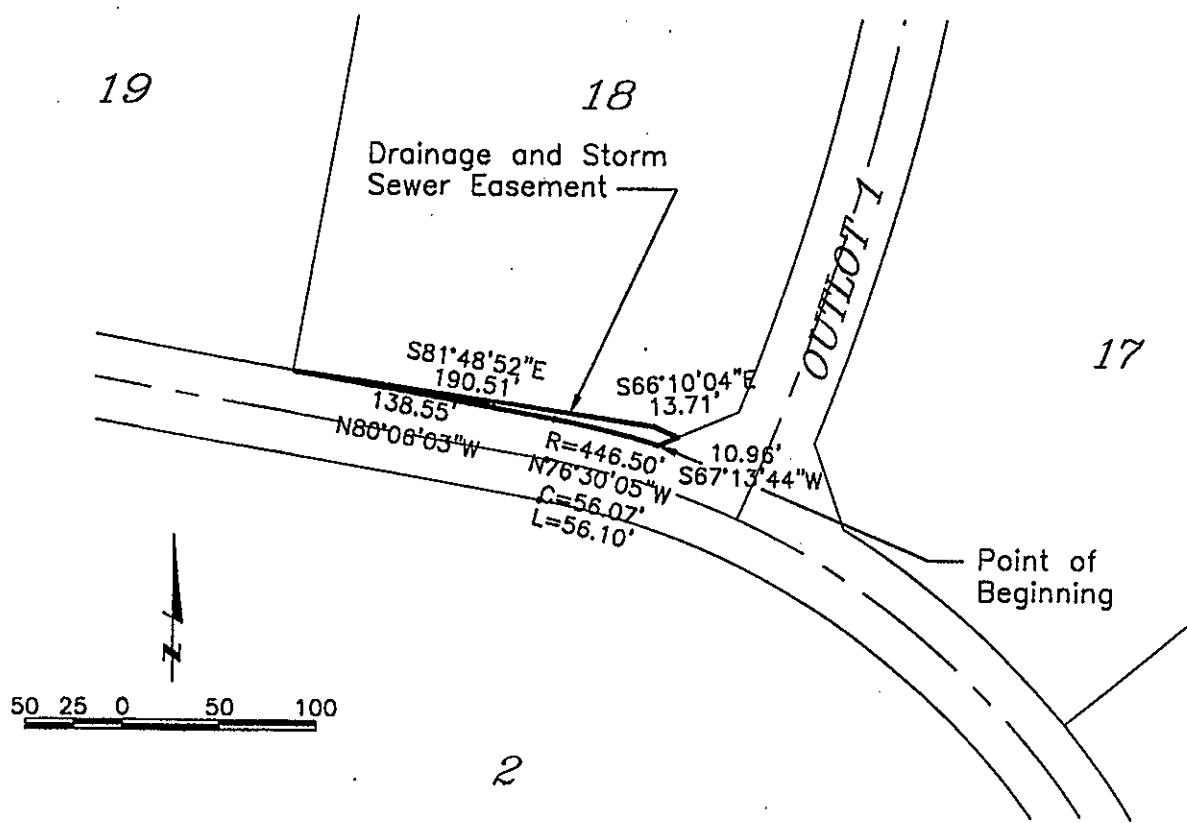 19
18
Drainage and Storm
Sewer Easement
OUTLOT 1
17
S81°48'52"E
190.51'
S66°10'04"E
13.71'
138.55'
N80°06'03"W
R=446.50'
N76°30'05"W
C=56.07'
L=56.10'
10.96'
S67°13'44"W
Point of
Beginning
N
50 25 0 50 100
2